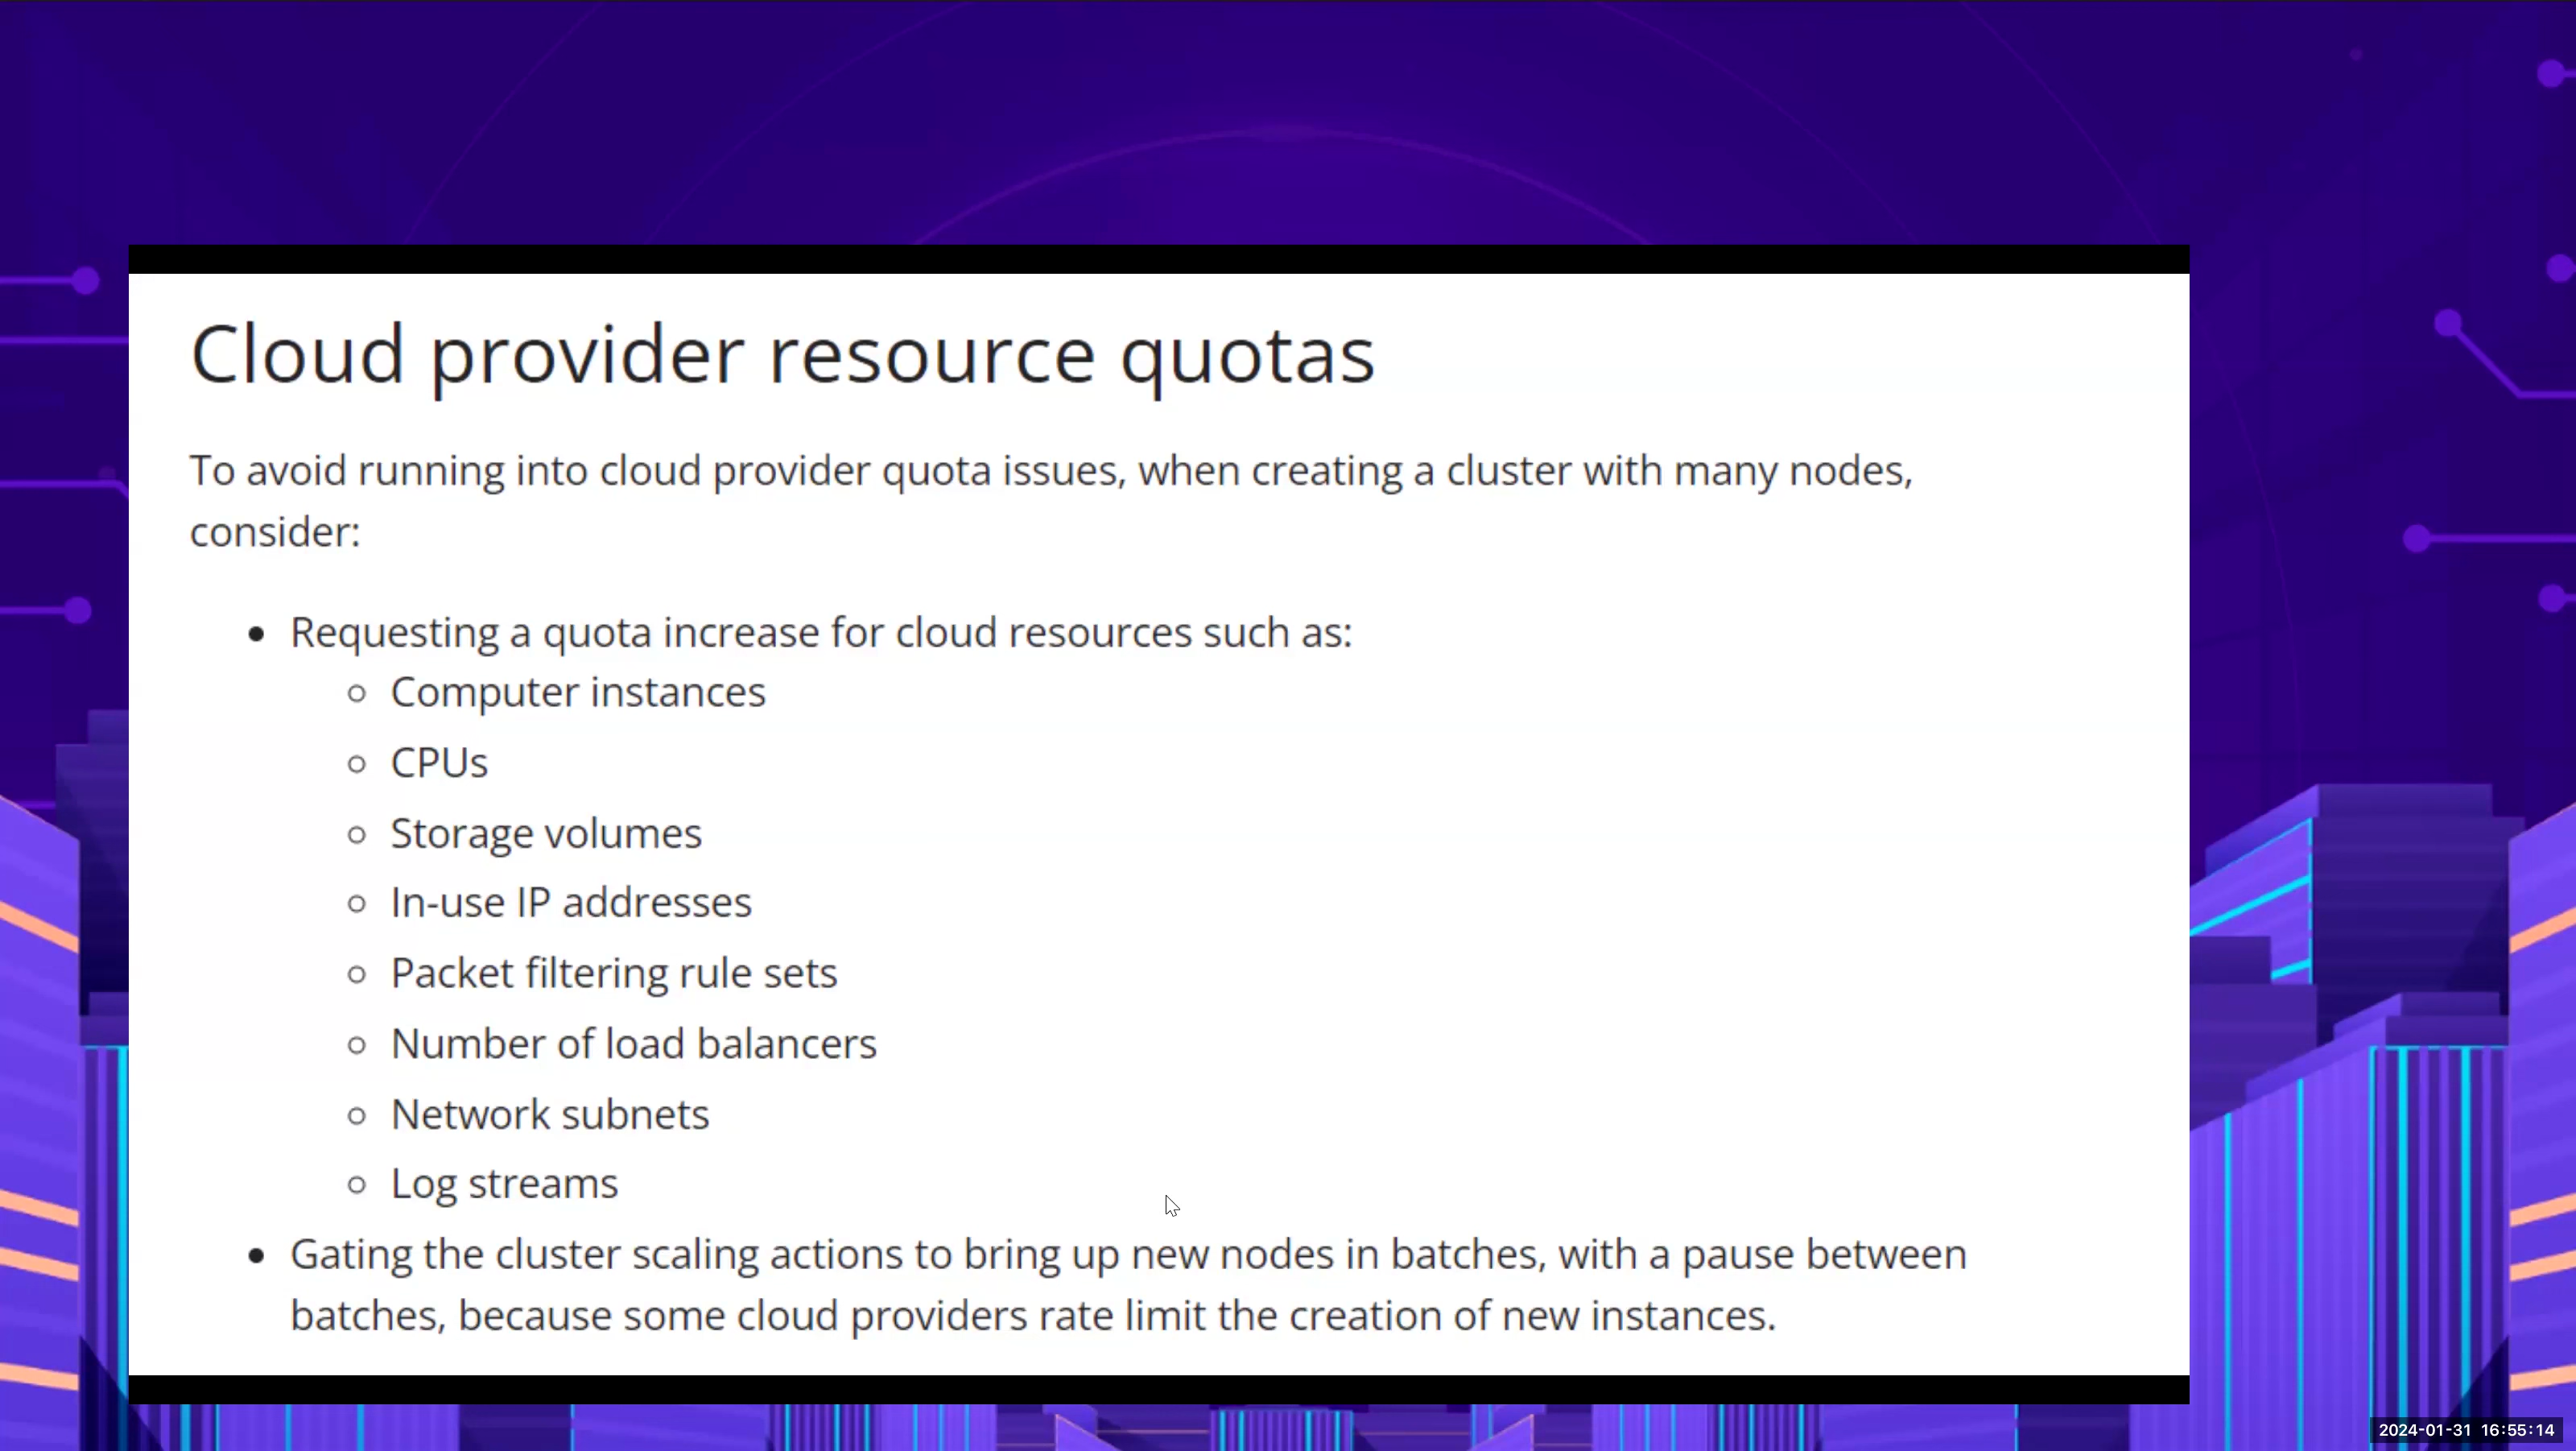 Cloud provider resource quotas
To avoid running into cloud provider quota issues, when creating a cluster with many nodes,
consider:
Requesting a quota increase for cloud resources such as:
Computer instances
CPUs
Storage volumes
In-use IP addresses
Packet filtering rule sets
Number of load balancers
Network subnets
Log streams
Gating the cluster scaling actions to bring up new nodes in batches, with a pause between
batches, because some cloud providers rate limit the creation of new instances.
2024-01-31 16:55:14